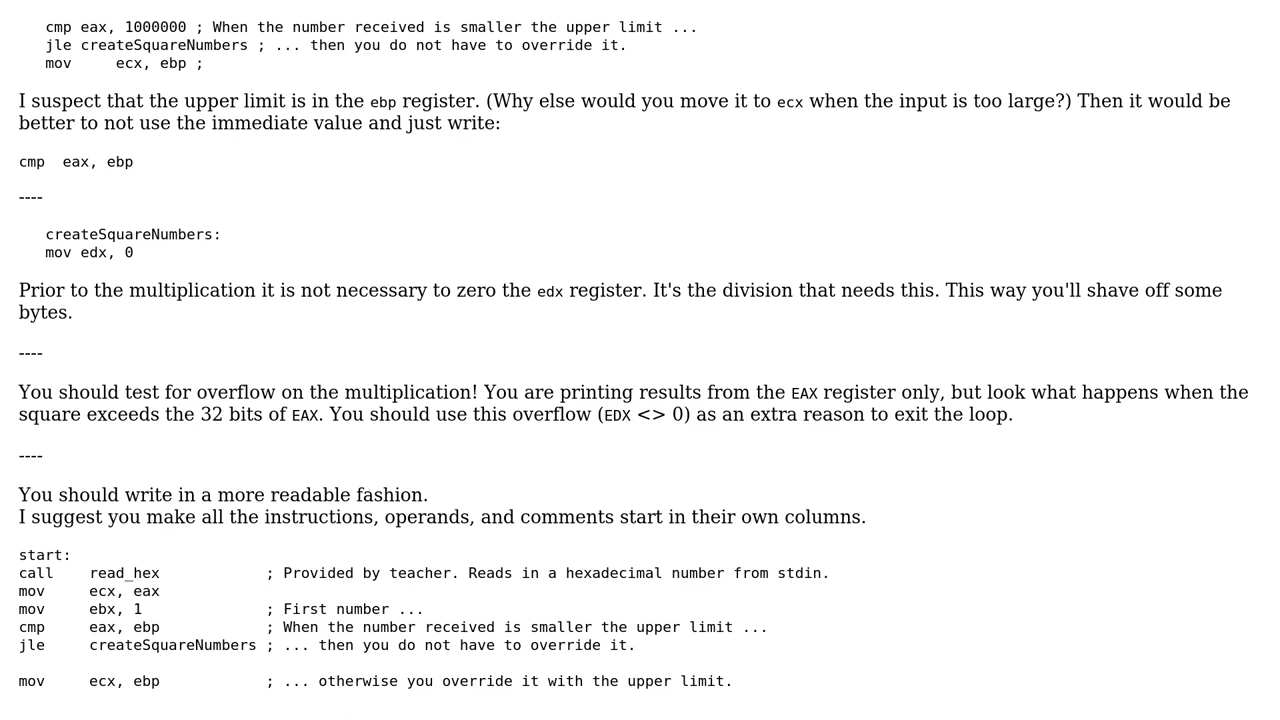 cmp eax, 1000000 ; When the number received is smaller the upper limit ...
jle createSquareNumbers ; ... then you do not have to override it.
mov     ecx, ebp ;
I suspect that the upper limit is in the ebp register. (Why else would you move it to ecx when the input is too large?) Then it would be
better to not use the immediate value and just write:
cmp  eax, ebp
----
createSquareNumbers:
mov edx, 0
Prior to the multiplication it is not necessary to zero the edx register. It's the division that needs this. This way you'll shave off some
bytes.
----
You should test for overflow on the multiplication! You are printing results from the EAX register only, but look what happens when the
square exceeds the 32 bits of EAX. You should use this overflow (EDX <> 0) as an extra reason to exit the loop.
----
You should write in a more readable fashion.
I suggest you make all the instructions, operands, and comments start in their own columns.
start:
call    read_hex            ; Provided by teacher. Reads in a hexadecimal number from stdin.
mov     ecx, eax
mov     ebx, 1              ; First number ...
cmp     eax, ebp            ; When the number received is smaller the upper limit ...
jle     createSquareNumbers ; ... then you do not have to override it.
mov     ecx, ebp            ; ... otherwise you override it with the upper limit.